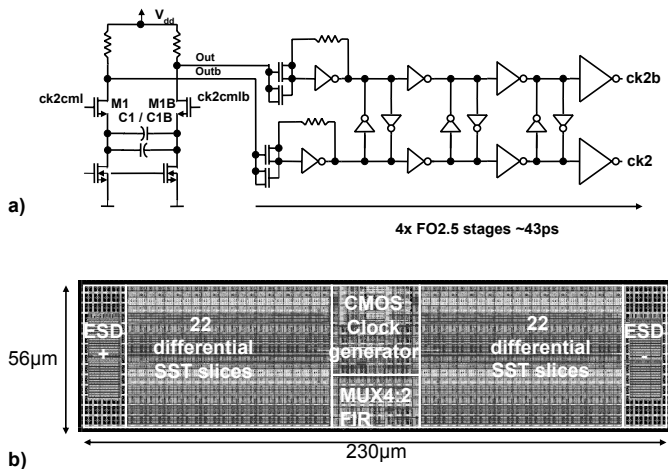 a)
V_dd
Out
Outb
ck2cml
M1
M1B
ck2cmlb
C1 / C1B
ck2b
ck2
4x FO2.5 stages ~43ps
b)
56µm
ESD
+
22
differential
SST slices
CMOS
Clock
generator
MUX4:2
FIR
22
differential
SST slices
ESD
-
230µm